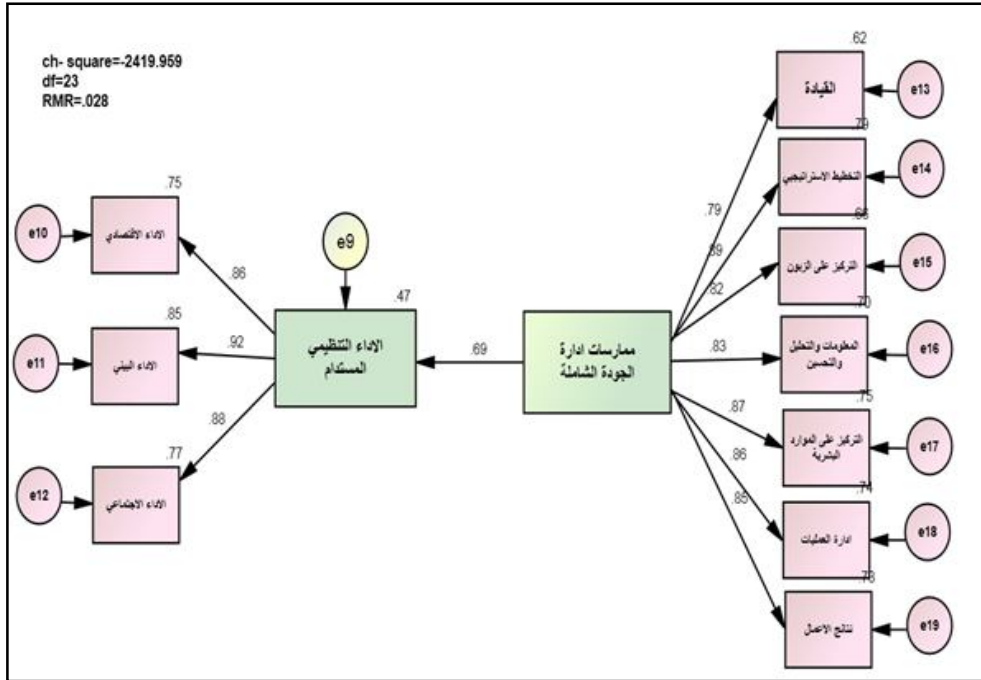 ch- square=-2419.959
df=23
RMR=.028
.62
القيادة
e13
.79
التخطيط الاستراتيجي
e14
.66
التركيز على الزبون
e15
.70
المعلومات والتحليل
والتحسين
e16
.75
التركيز على الموارد
البشرية
e17
.74
ادارة العمليات
e18
.73
نتائج الاعمال
e19
.79
.89
.82
.83
.87
.86
.85
ممارسات ادارة
الجودة الشاملة
.69
e9
.47
الاداء التنظيمي
المستدام
.86
.92
.88
.75
الاداء الاقتصادي
e10
.85
الاداء البيئي
e11
.77
الاداء الاجتماعي
e12